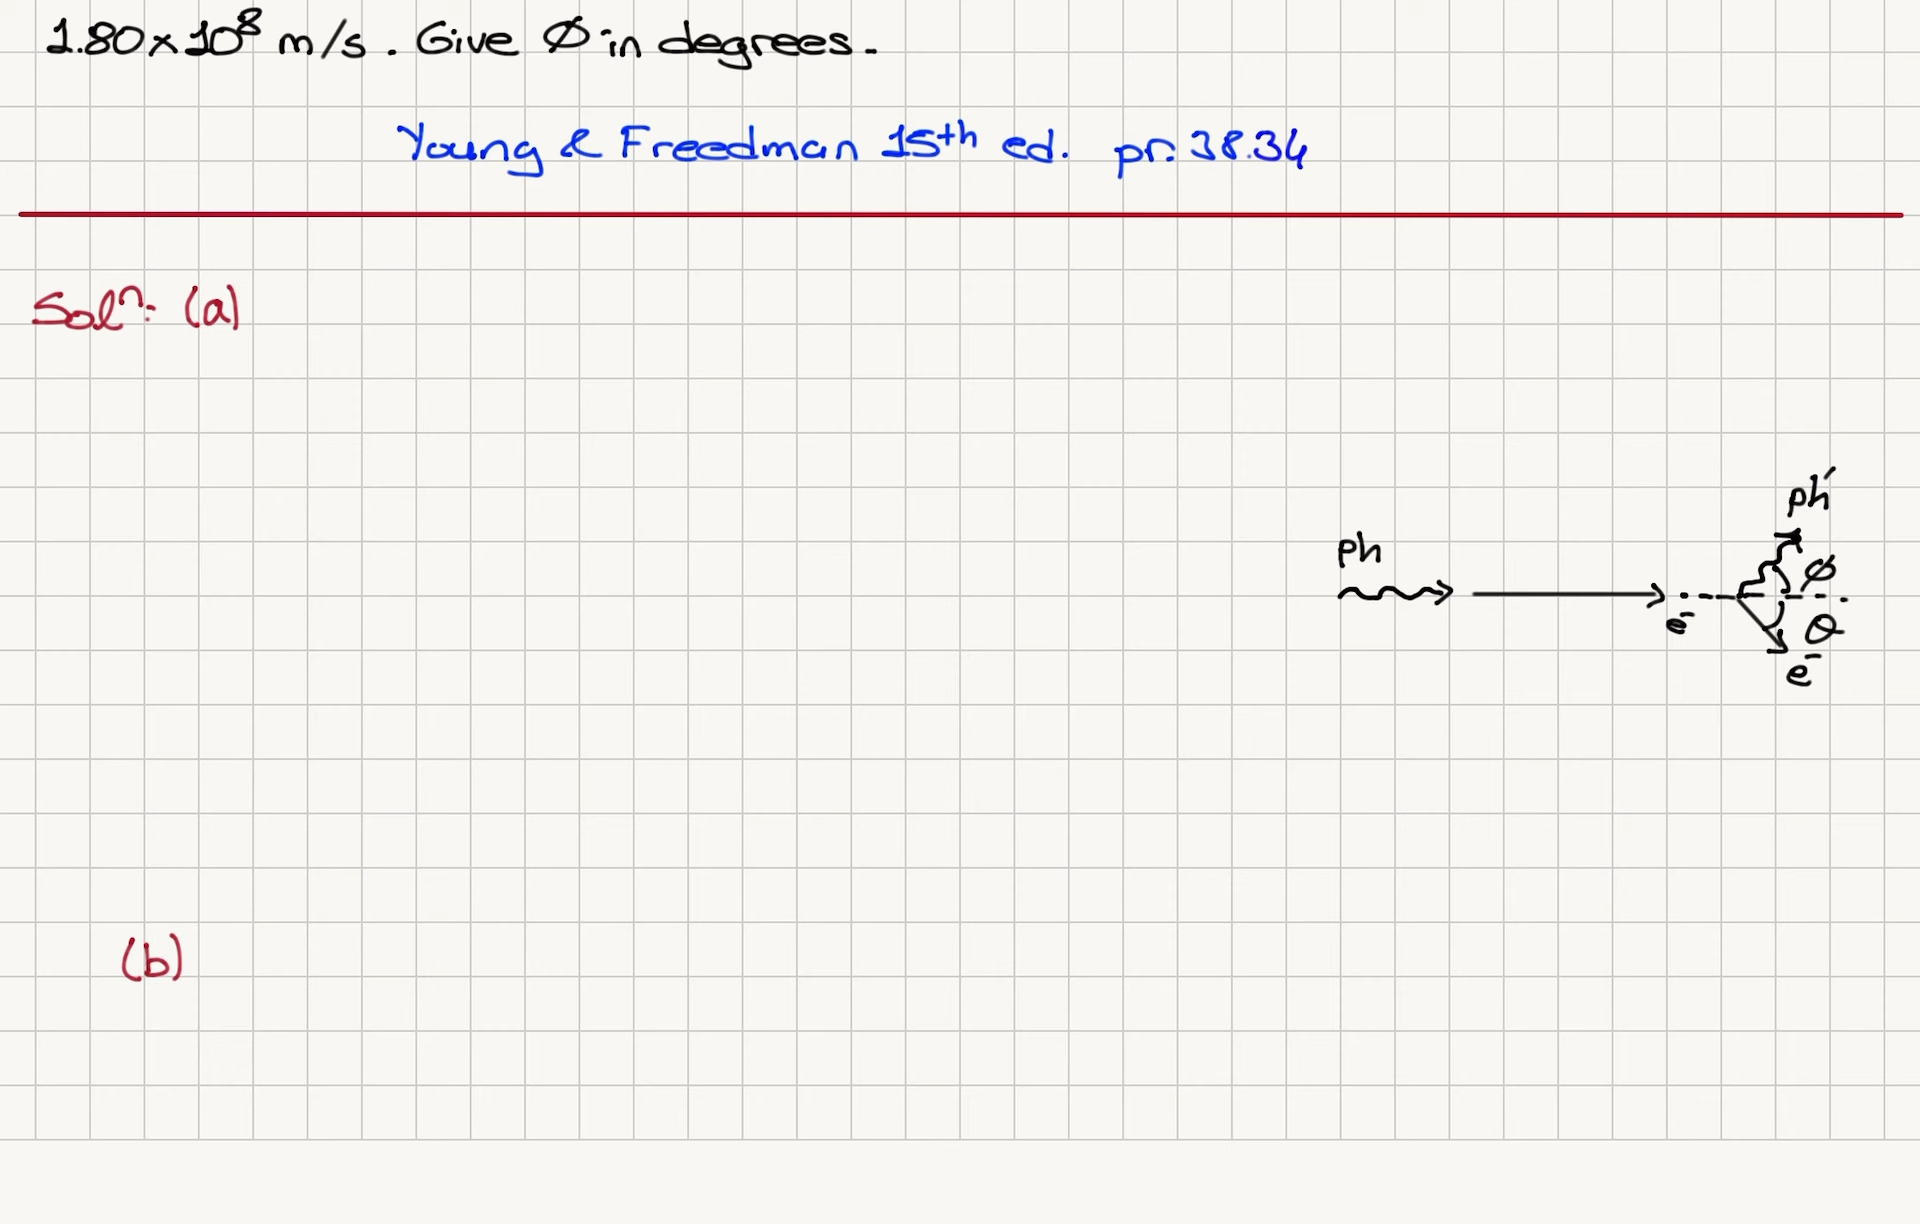 1.80×10⁸ m/s. Give Ø in degrees.
Young & Freedman 15th ed. pr. 38.34
Solⁿ: (a)
ph'
ph
Ø
e⁻
θ
e⁻
(b)